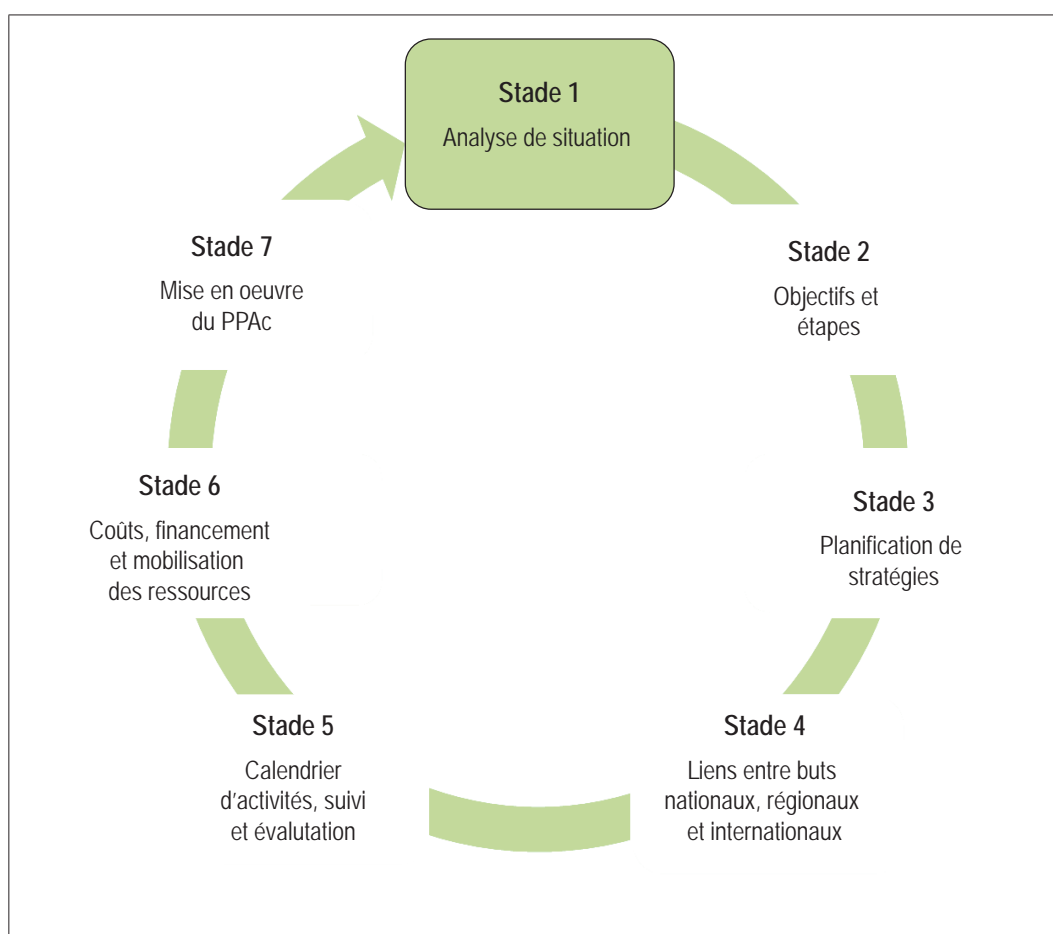 Stade 1
Analyse de situation
Stade 2
Objectifs et
étapes
Stade 3
Planification de
stratégies
Stade 4
Liens entre buts
nationaux, régionaux
et internationaux
Stade 5
Calendrier
d'activités, suivi
et évalutation
Stade 6
Coûts, financement
et mobilisation
des ressources
Stade 7
Mise en oeuvre
du PPAc